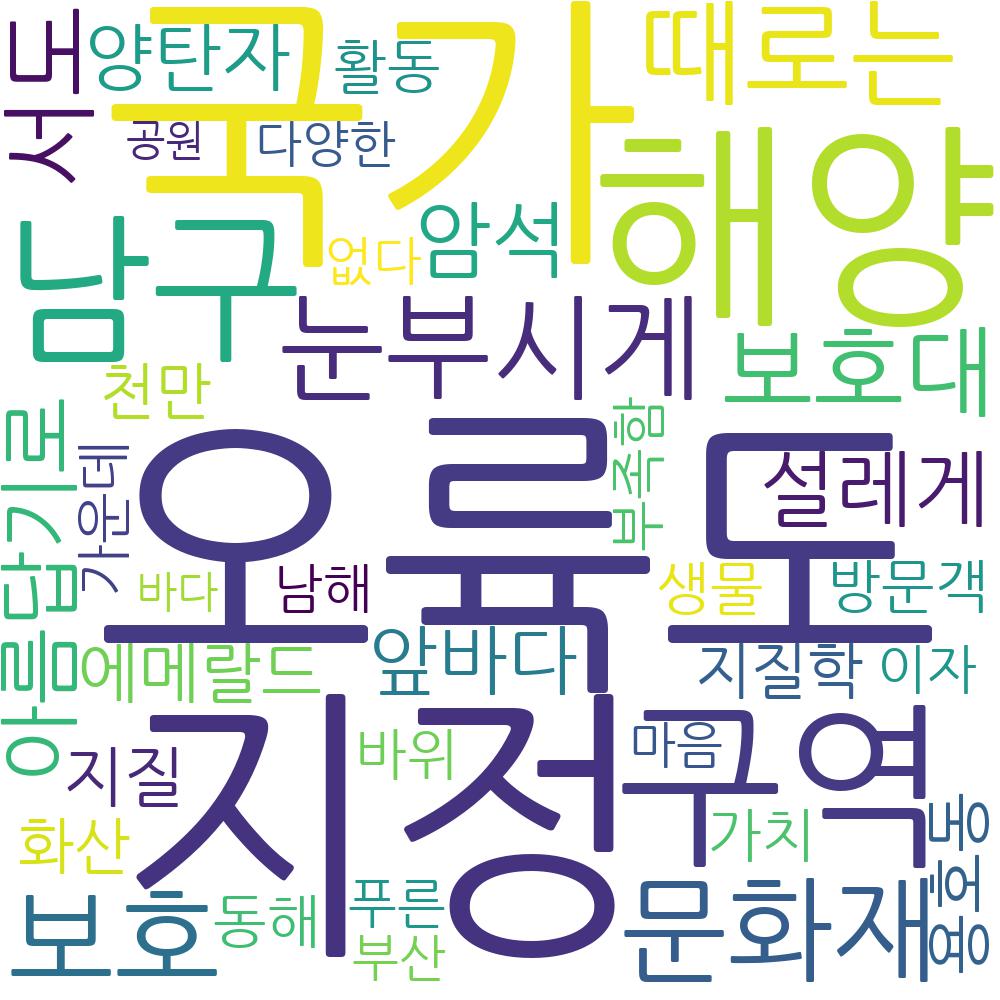 서도
양탄자
국가
활동
때로는
공원
다양한
해양
남구
없다
암석
눈부시게
보호대
천만
아름답기로
가운데
오륙도
부족함
설레게
바다
남해
생물
방문객
에메랄드
앞바다
지질학
이자
지정
구역
지질
바위
마음
화산
가치
보호
동해
푸른
부산
문화재